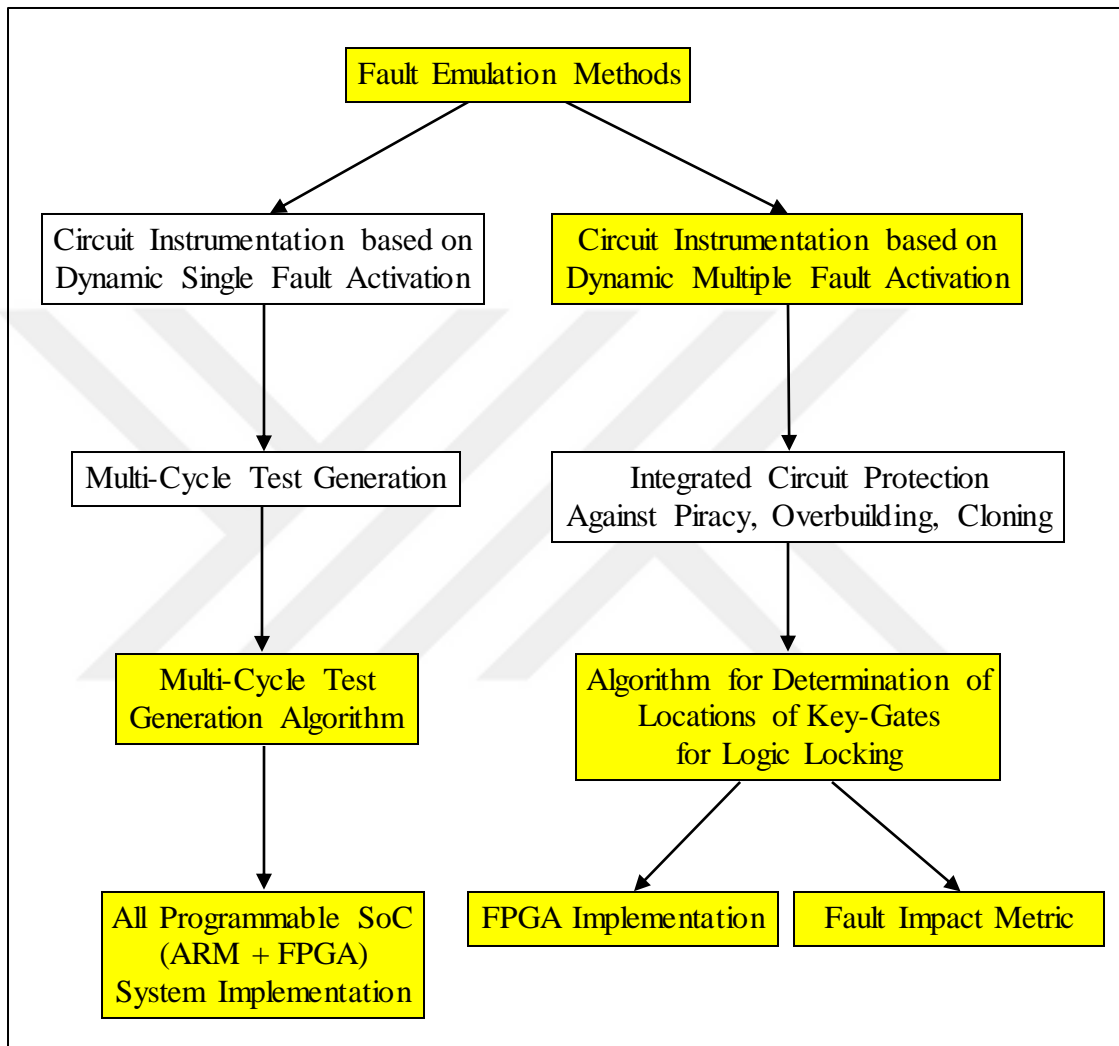 Fault Emulation Methods
Circuit Instrumentation based on
Dynamic Single Fault Activation
Circuit Instrumentation based on
Dynamic Multiple Fault Activation
Multi-Cycle Test Generation
Integrated Circuit Protection
Against Piracy, Overbuilding, Cloning
Multi-Cycle Test
Generation Algorithm
Algorithm for Determination of
Locations of Key-Gates
for Logic Locking
All Programmable SoC
(ARM + FPGA)
System Implementation
FPGA Implementation
Fault Impact Metric